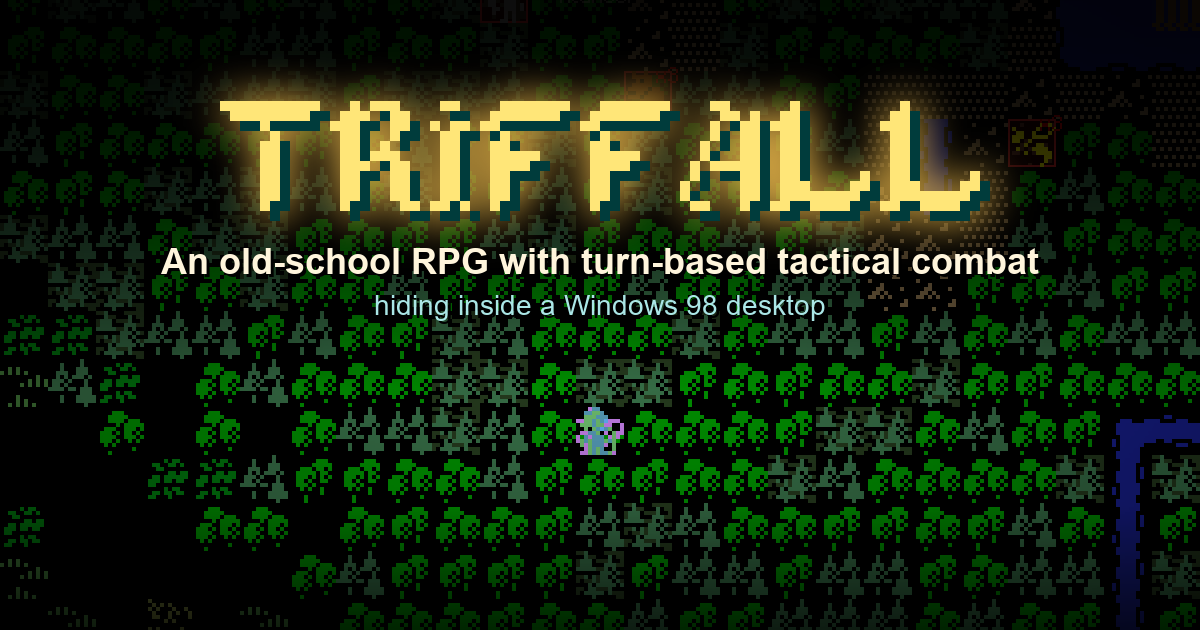 TRIFFALL
An old-school RPG with turn-based tactical combat
hiding inside a Windows 98 desktop